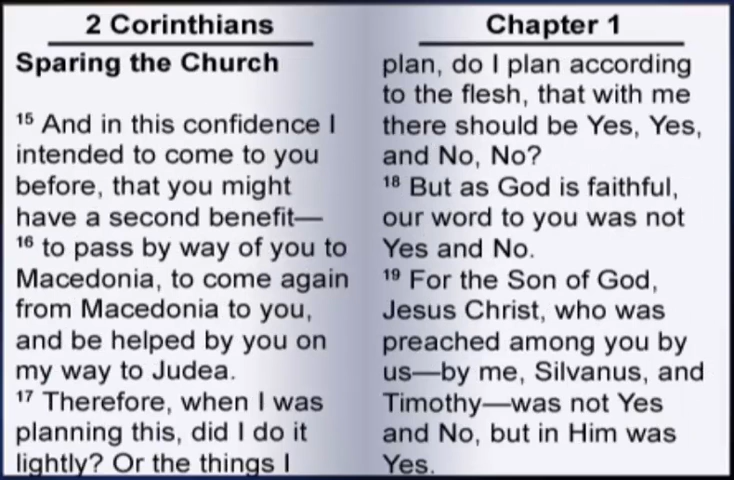 2 Corinthians
Sparing the Church
15 And in this confidence I
intended to come to you
before, that you might
have a second benefit—
16 to pass by way of you to
Macedonia, to come again
from Macedonia to you,
and be helped by you on
my way to Judea.
17 Therefore, when I was
planning this, did I do it
lightly? Or the things I
Chapter 1
plan, do I plan according
to the flesh, that with me
there should be Yes, Yes,
and No, No?
18 But as God is faithful,
our word to you was not
Yes and No.
19 For the Son of God,
Jesus Christ, who was
preached among you by
us—by me, Silvanus, and
Timothy—was not Yes
and No, but in Him was
Yes.